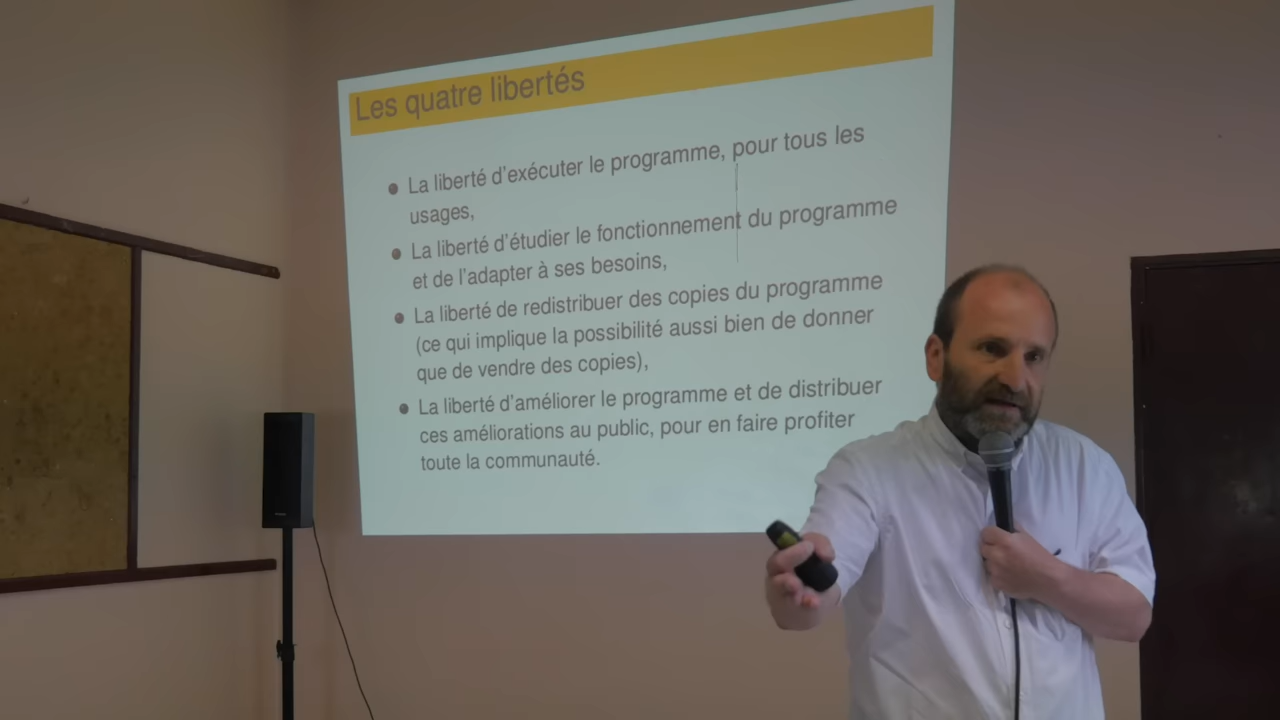 Les quatre libertés
La liberté d'exécuter le programme, pour tous les
usages,
La liberté d'étudier le fonctionnement du programme
et de l'adapter à ses besoins,
La liberté de redistribuer des copies du programme
(ce qui implique la possibilité aussi bien de donner
que de vendre des copies),
La liberté d'améliorer le programme et de distribuer
ces améliorations au public, pour en faire profiter
toute la communauté.